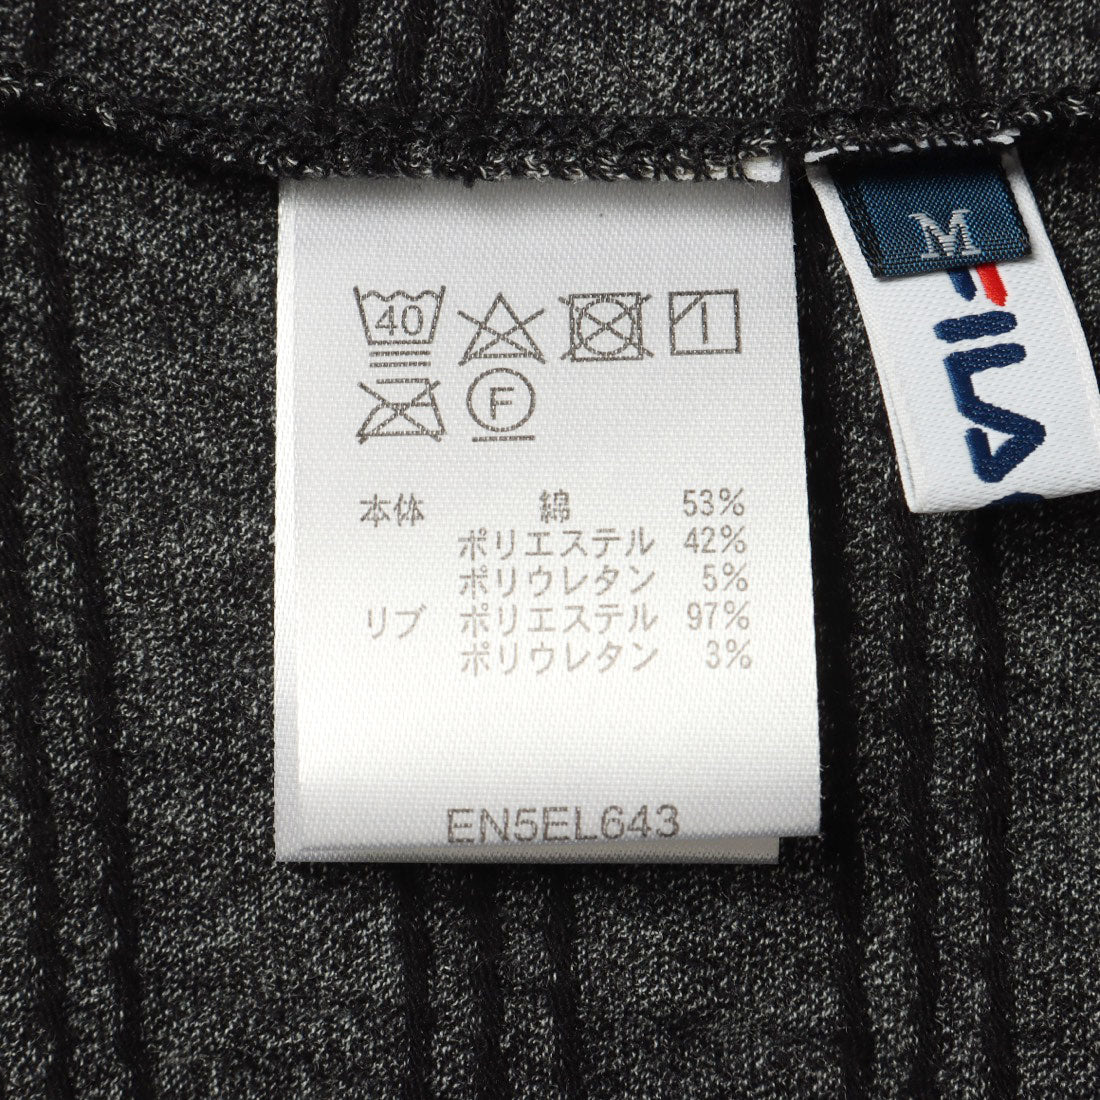 M
FILA
40
F
本体 綿 53%
ポリエステル 42%
ポリウレタン 5%
リブ ポリエステル 97%
ポリウレタン 3%
EN5EL643